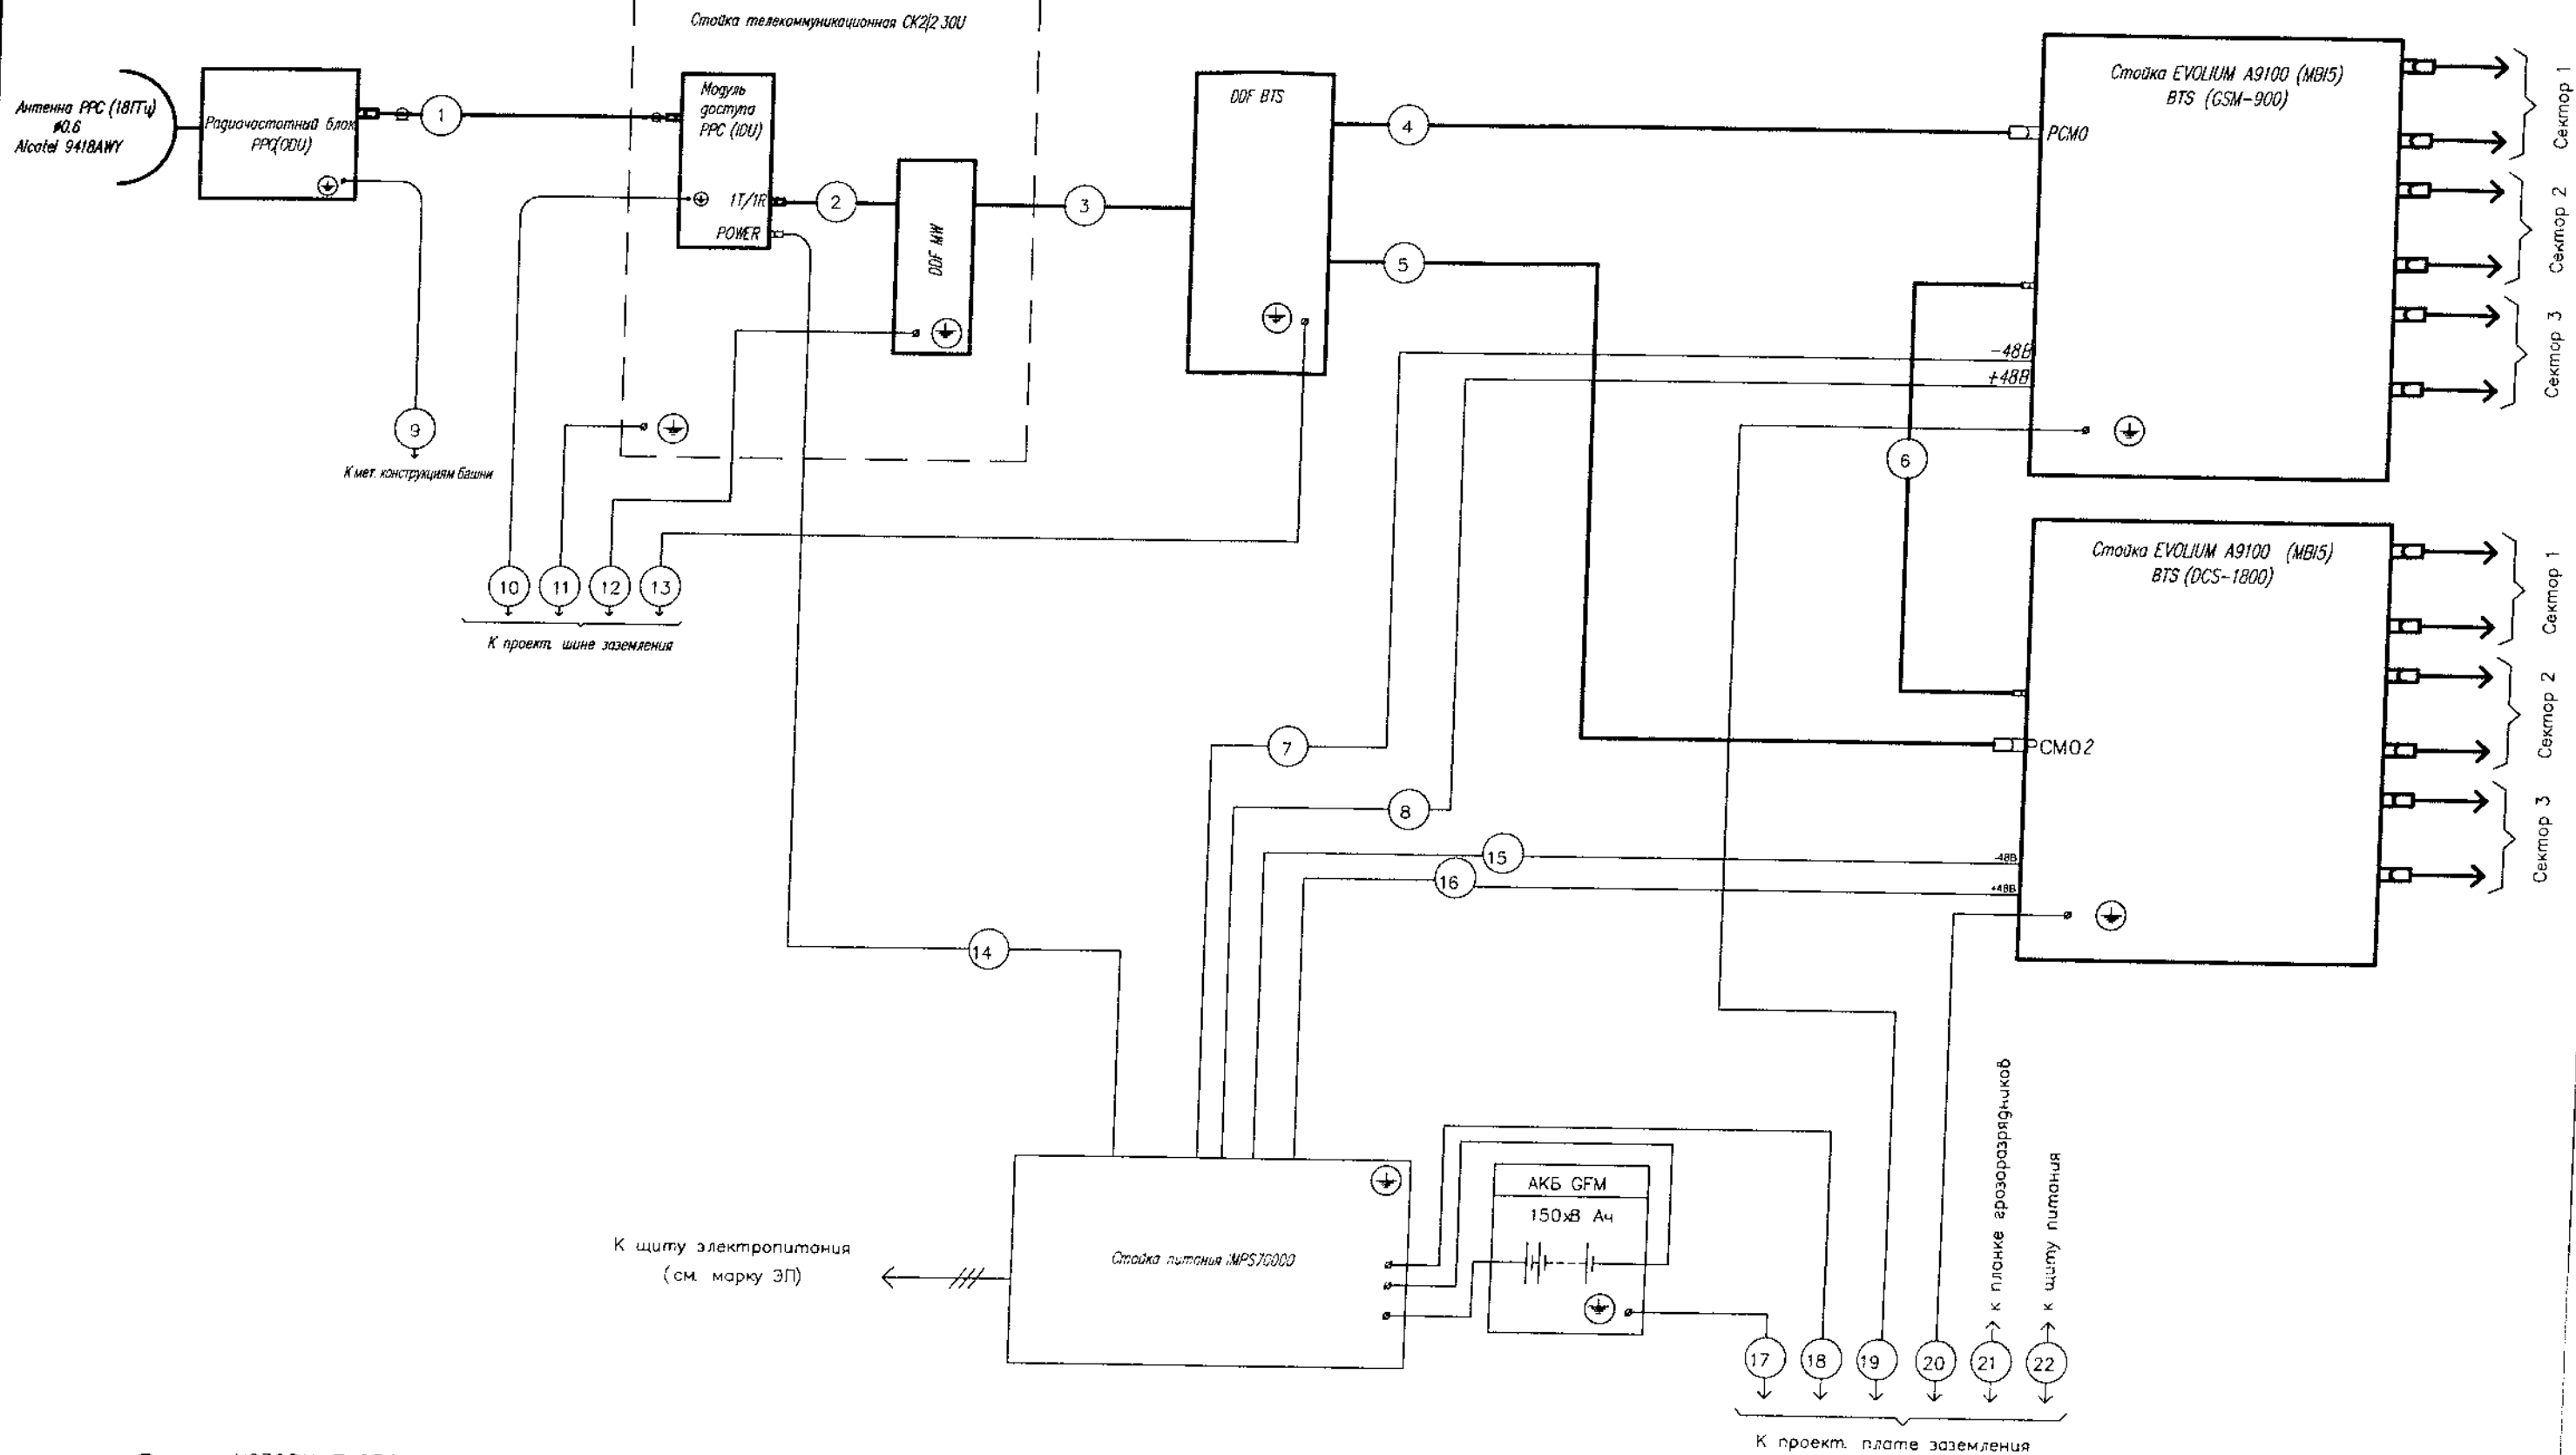 Стойка телекоммуникационная СК2/2 30U
Антенна РРС (18ГГц)
ø0.6
Alcatel 9418AWY
Радиочастотный блок
РРС(ODU)
1
Модуль
доступа
РРС (IDU)
1T/1R
POWER
2
DDF MW
3
DDF BTS
4
5
Стойка EVOLIUM A9100 (MBI5)
BTS (GSM-900)
PCM0
-48В
+48В
Сектор 1
Сектор 2
Сектор 3
6
9
К мет. конструкциям башни
10
11
12
13
К проект. шине заземления
Стойка EVOLIUM A9100 (MBI5)
BTS (DCS-1800)
PCM02
-48В
+48В
Сектор 1
Сектор 2
Сектор 3
7
8
15
16
14
К щиту электропитания
(см. марку ЭП)
Стойка питания iMPS70000
АКБ GFM
150x8 Ач
к планке грозоразрядников
к щиту питания
17
18
19
20
21
22
К проект. плате заземления